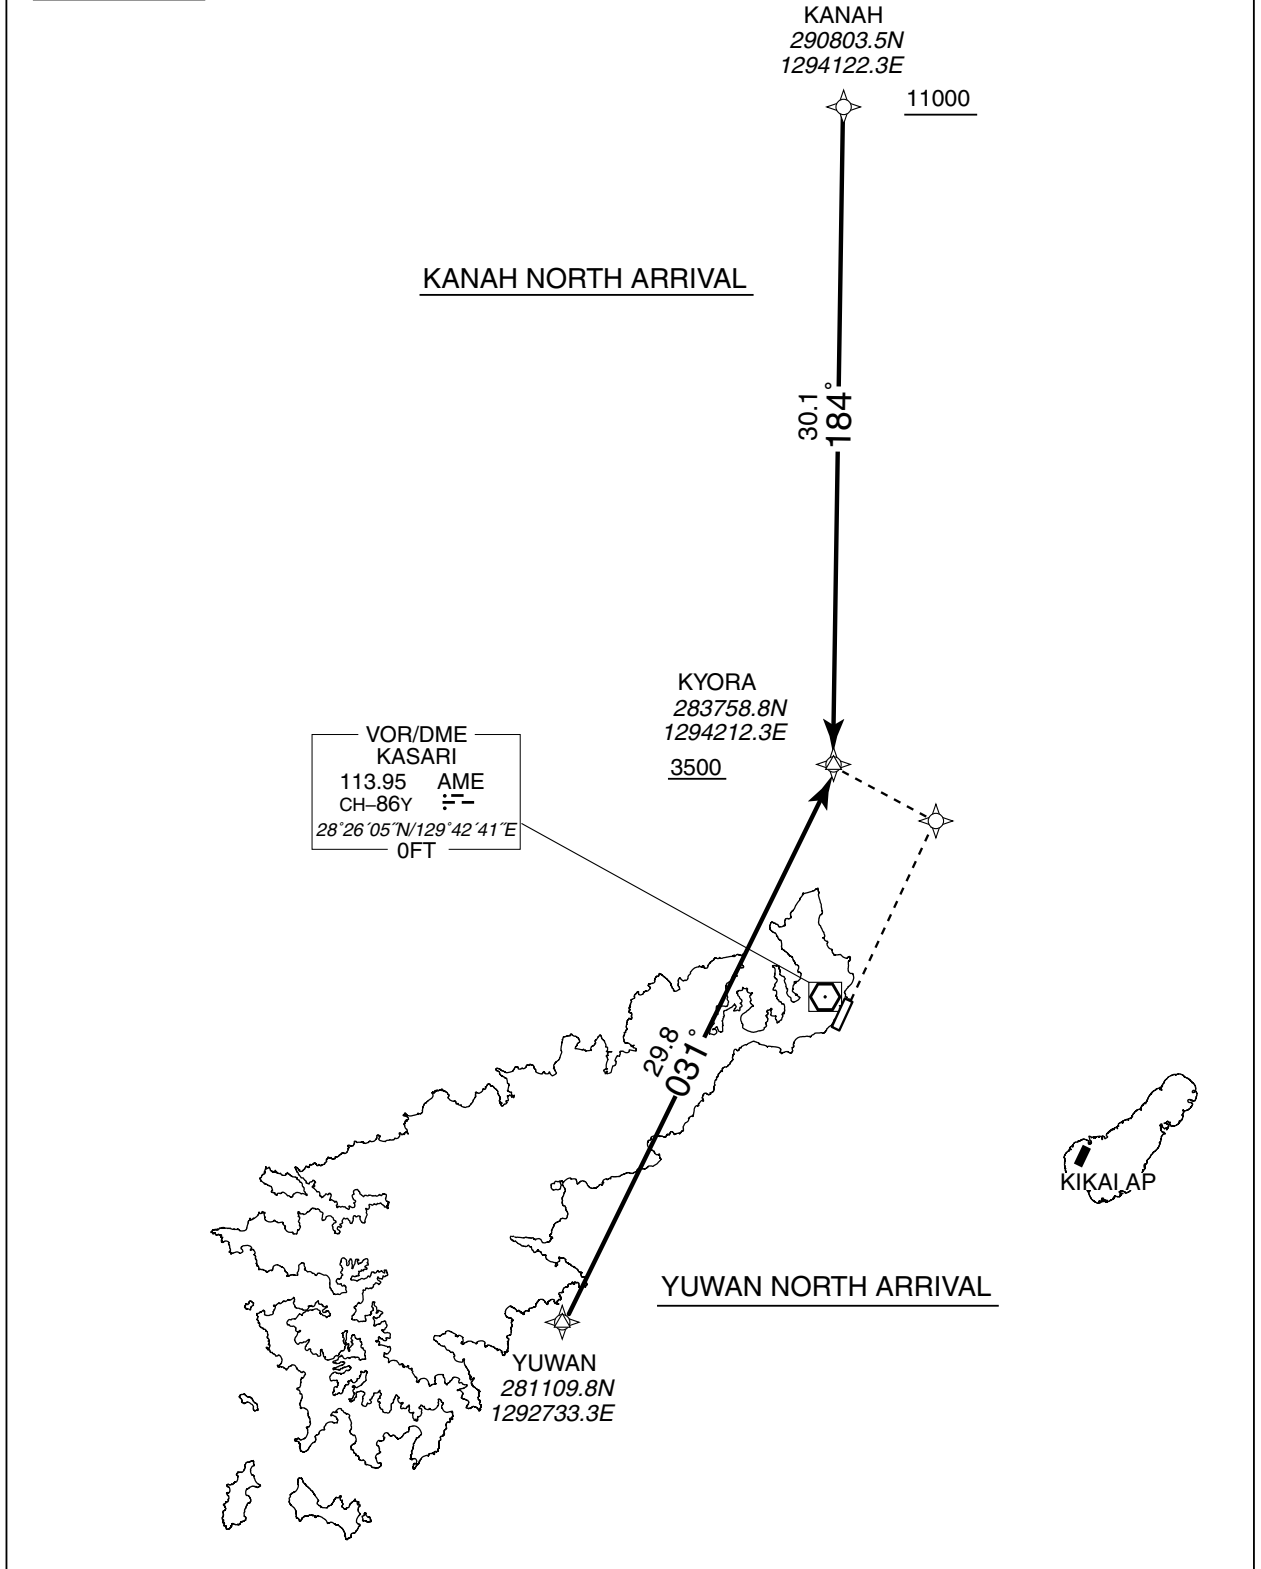 KANAH
290803.5N
1294122.3E
11000
KANAH NORTH ARRIVAL
30.1
184°
KYORA
283758.8N
1294212.3E
3500
VOR/DME
KASARI
113.95 AME
CH–86Y
28°26´05˝N/129°42´41˝E
0FT
29.8
031°
KIKAI AP
YUWAN NORTH ARRIVAL
YUWAN
281109.8N
1292733.3E